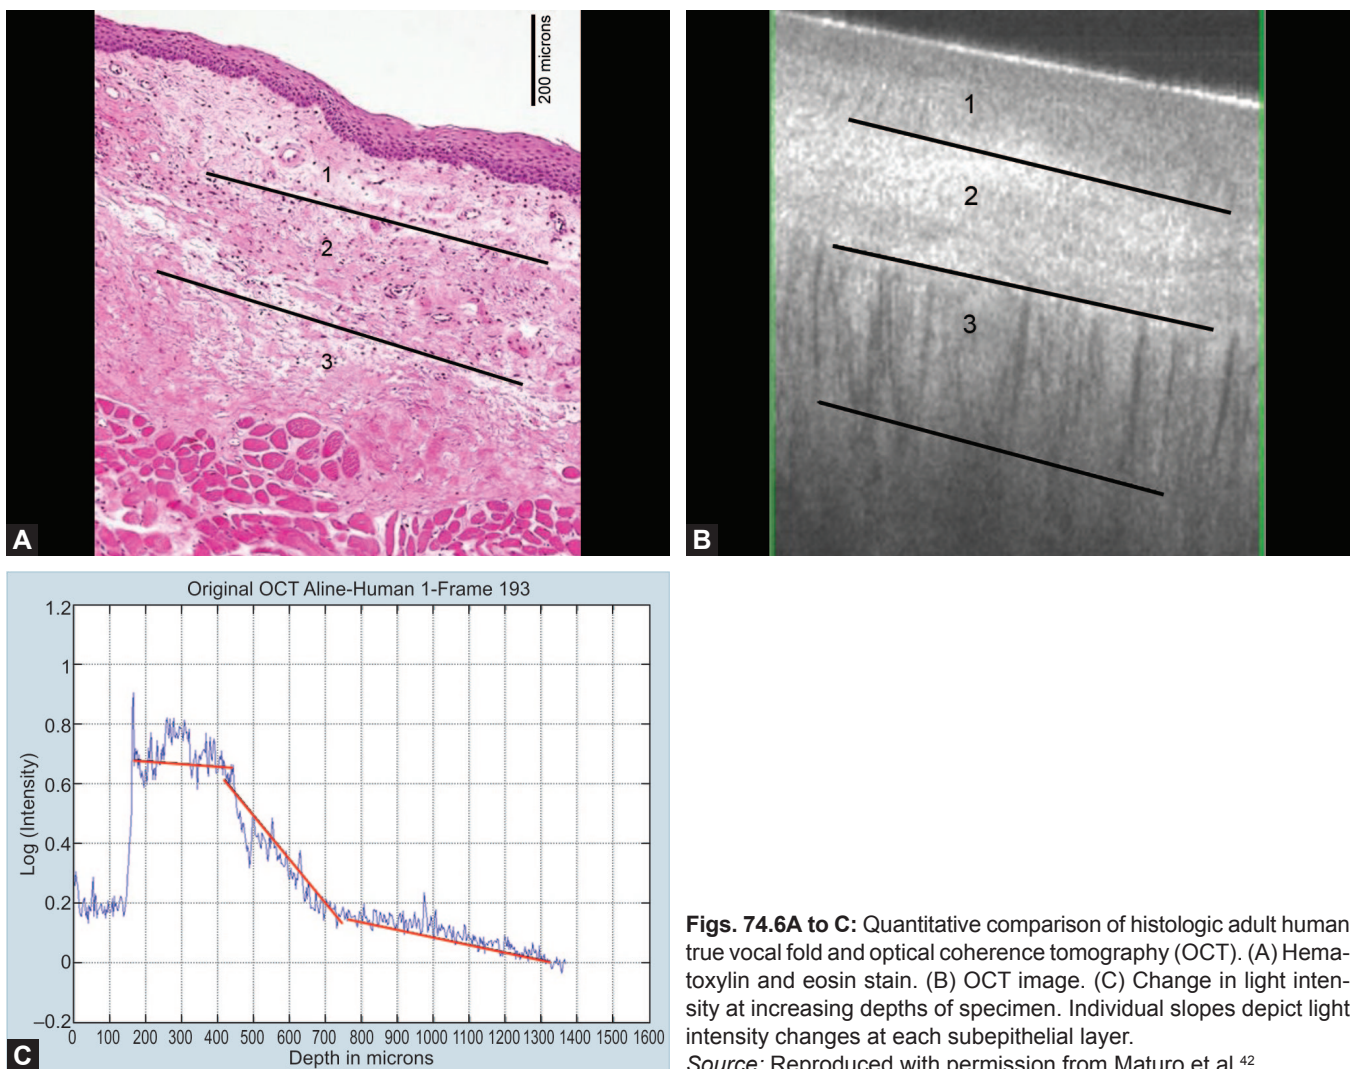 200 microns
1
2
3
A
1
2
3
B
Original OCT Aline-Human 1-Frame 193
1.2
1
0.8
0.6
0.4
0.2
0
–0.2
Log (Intensity)
0 100 200 300 400 500 600 700 800 900 1000 1100 1200 1300 1400 1500 1600
Depth in microns
C
Figs. 74.6A to C: Quantitative comparison of histologic adult human
true vocal fold and optical coherence tomography (OCT). (A) Hema-
toxylin and eosin stain. (B) OCT image. (C) Change in light inten-
sity at increasing depths of specimen. Individual slopes depict light
intensity changes at each subepithelial layer.
Source: Reproduced with permission from Maturo et al.42